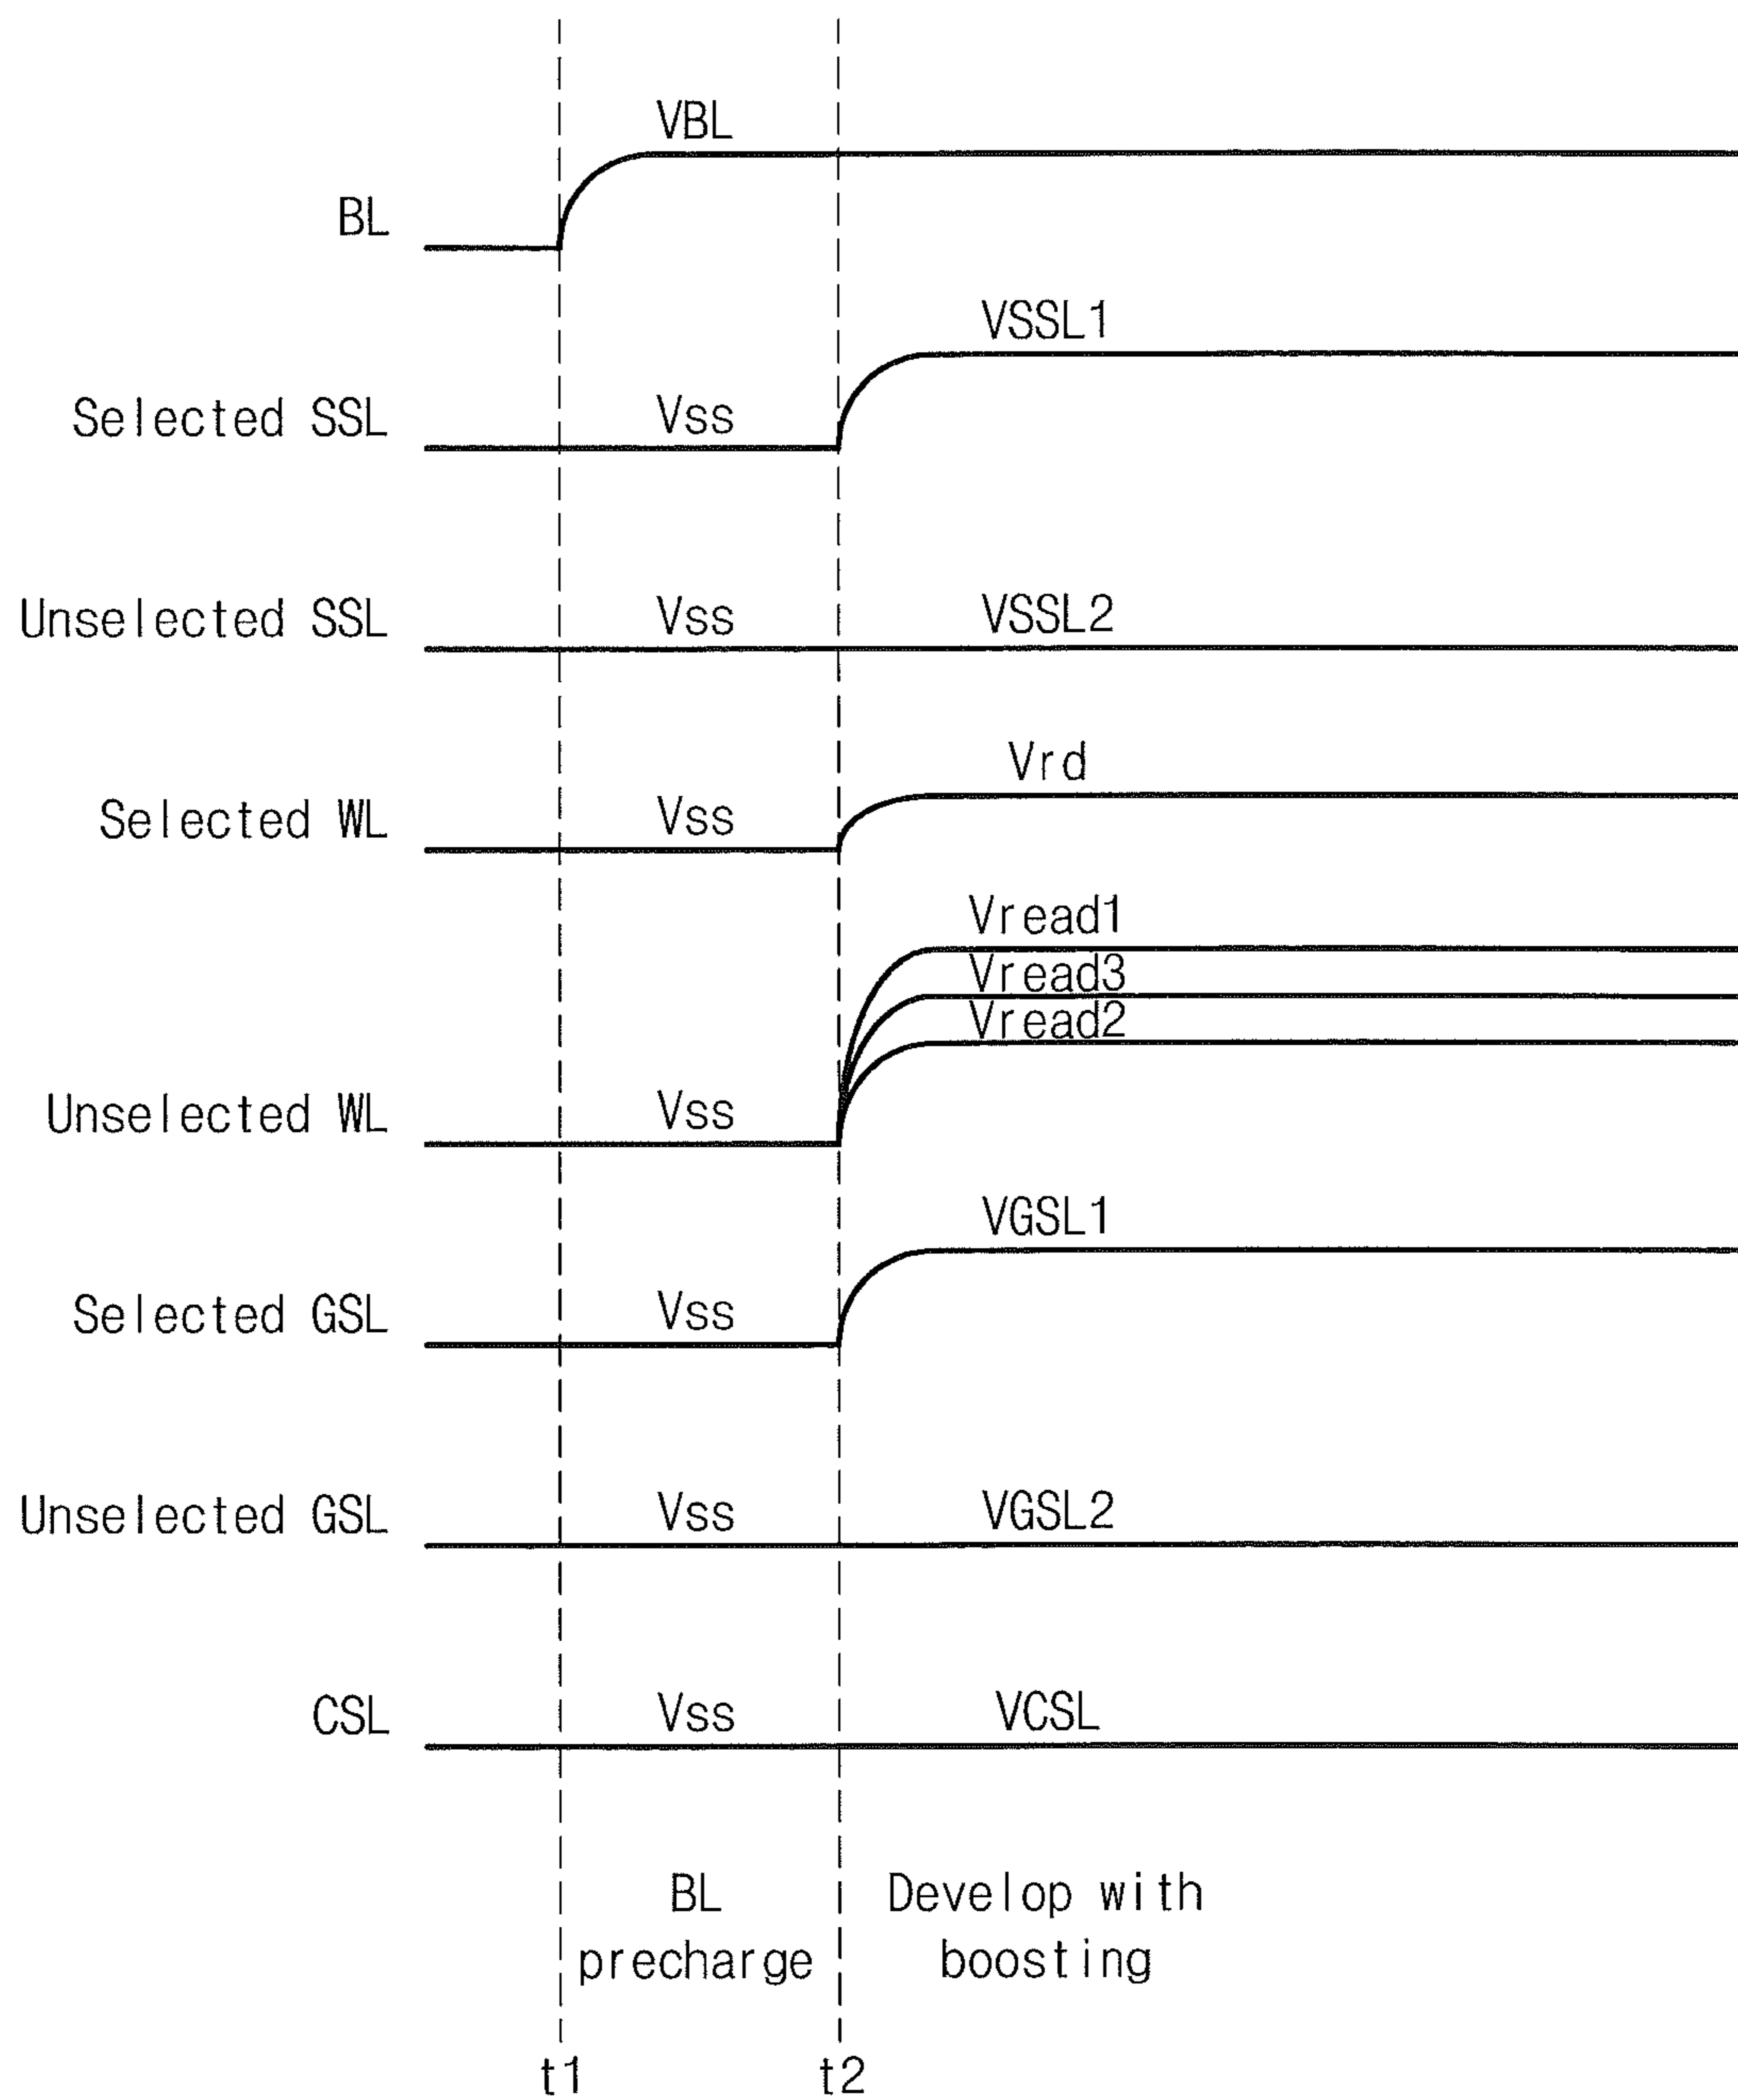 VBL
BL
VSSL1
Selected SSL Vss
Unselected SSL Vss VSSL2
Vrd
Selected WL Vss
Vread1
Vread3
Vread2
Unselected WL Vss
VGSL1
Selected GSL Vss
Unselected GSL Vss VGSL2
CSL Vss VCSL
BL
precharge
Develop with
boosting
t1 t2